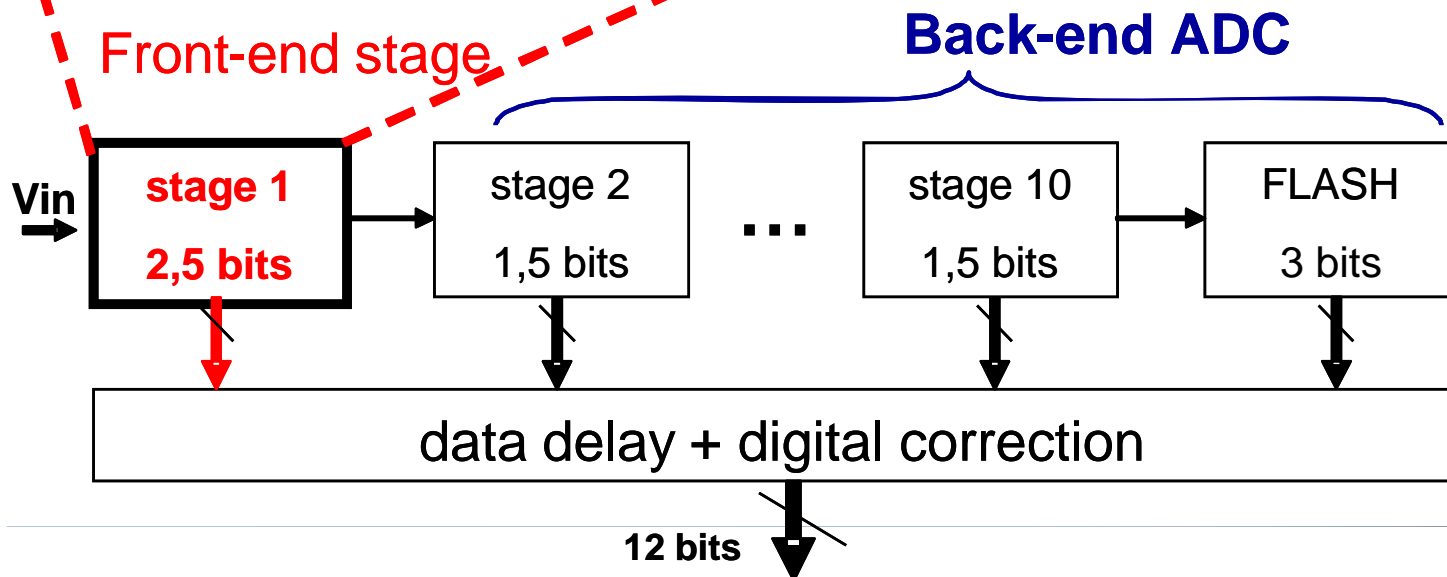 Front-end stage
Back-end ADC
Vin
stage 1
2,5 bits
stage 2
1,5 bits
...
stage 10
1,5 bits
FLASH
3 bits
data delay + digital correction
12 bits